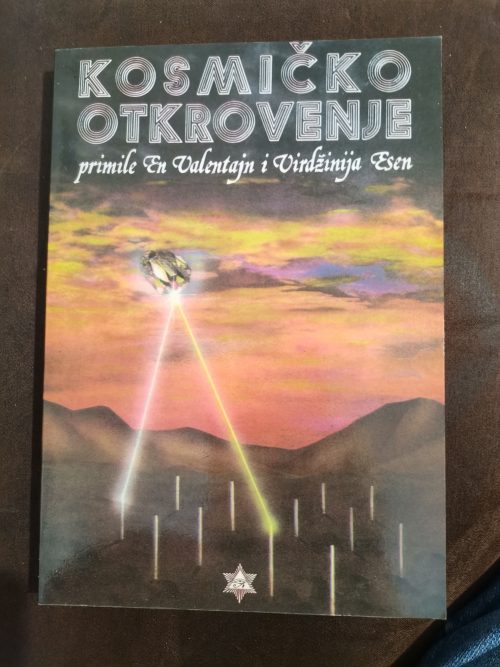 KOSMIČKO
OTKROVENJE
primile En Valentajn i Virdžinija Esen